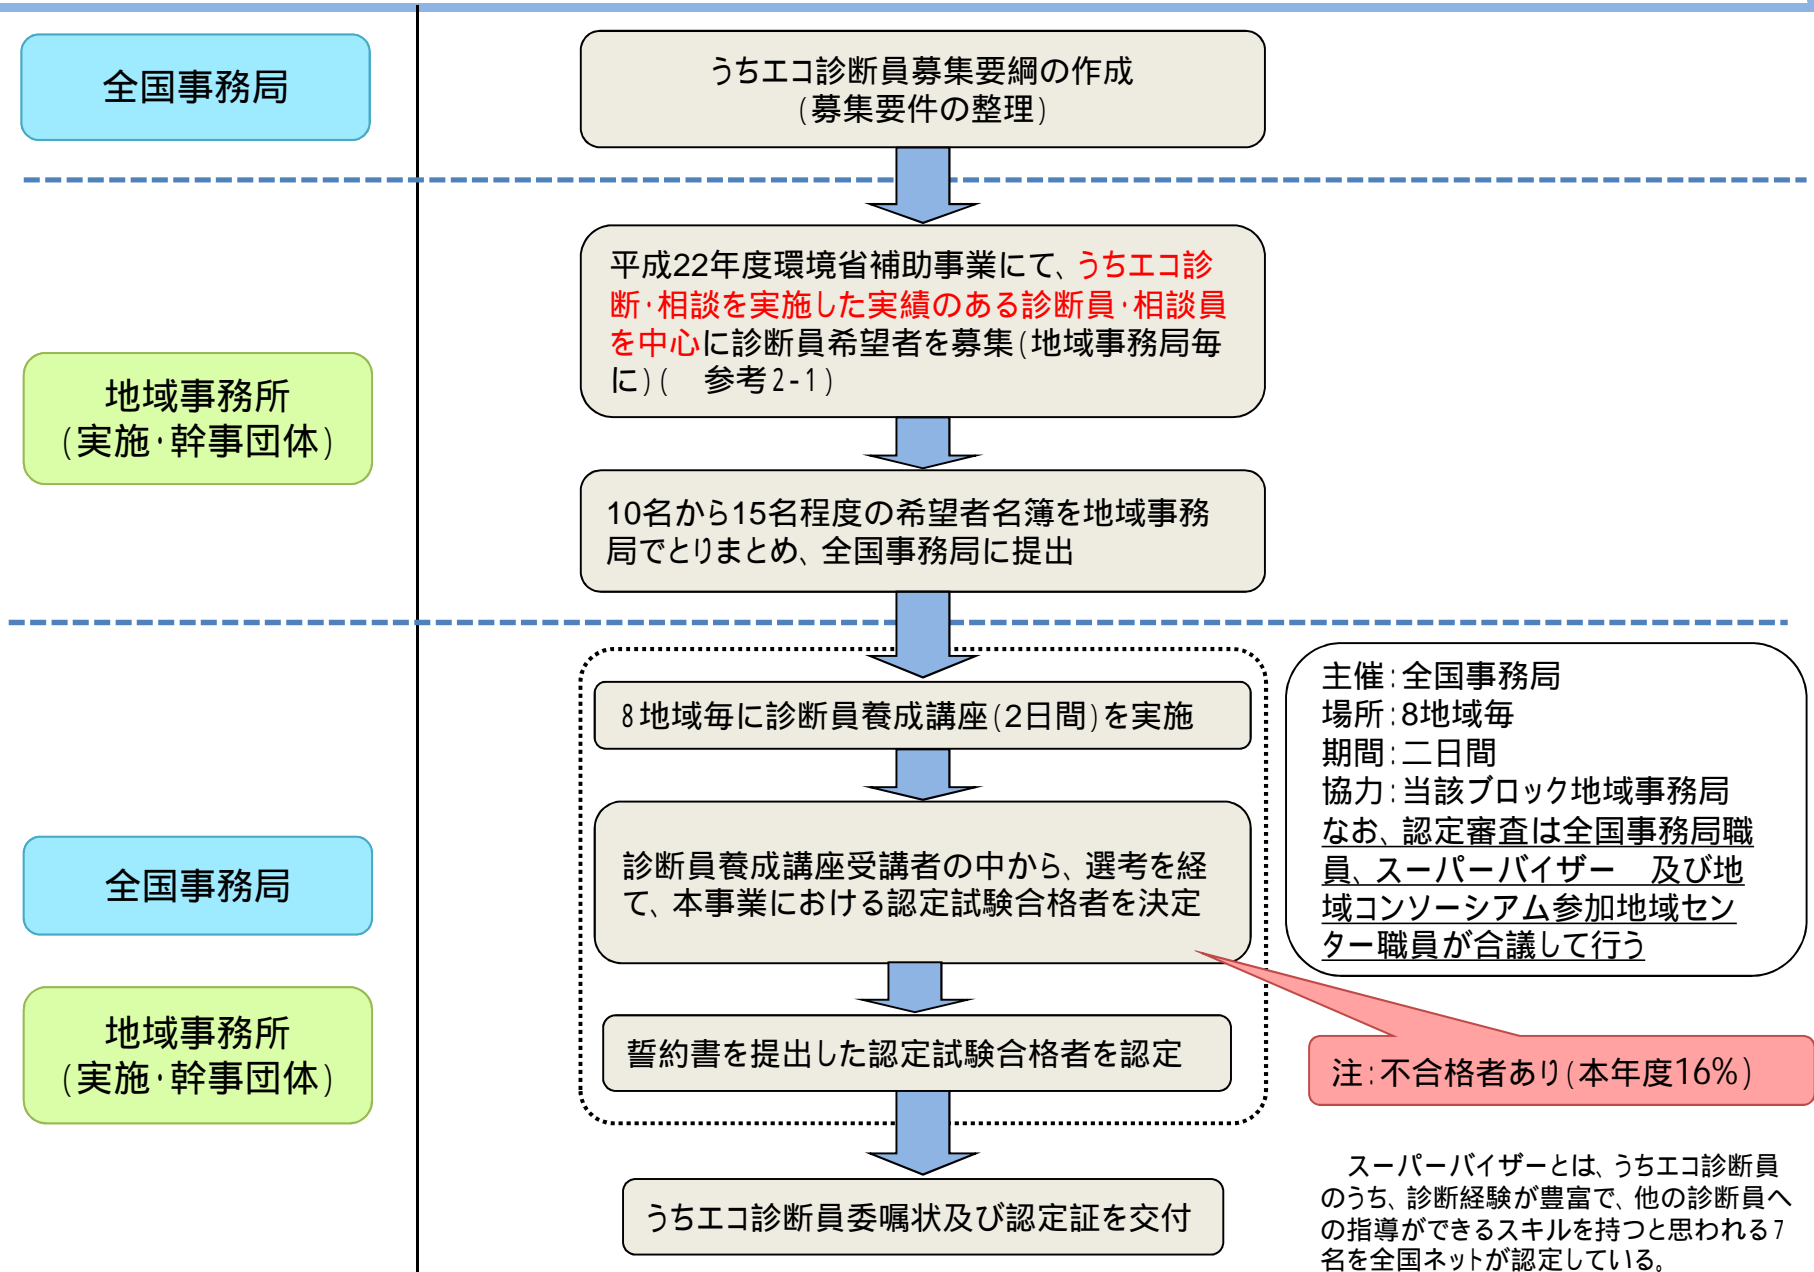 全国事務局
うちエコ診断員募集要綱の作成
(募集要件の整理)
地域事務所
(実施・幹事団体)
平成22年度環境省補助事業にて、うちエコ診
断・相談を実施した実績のある診断員・相談員
を中心に診断員希望者を募集(地域事務局毎
に)(　参考2-1)
10名から15名程度の希望者名簿を地域事務
局でとりまとめ、全国事務局に提出
全国事務局
地域事務所
(実施・幹事団体)
8地域毎に診断員養成講座(2日間)を実施
診断員養成講座受講者の中から、選考を経
て、本事業における認定試験合格者を決定
誓約書を提出した認定試験合格者を認定
うちエコ診断員委嘱状及び認定証を交付
主催:全国事務局
場所:8地域毎
期間:二日間
協力:当該ブロック地域事務局
なお、認定審査は全国事務局職
員、スーパーバイザー　及び地
域コンソーシアム参加地域セン
ター職員が合議して行う
注:不合格者あり(本年度16%)
スーパーバイザーとは、うちエコ診断員
のうち、診断経験が豊富で、他の診断員へ
の指導ができるスキルを持つと思われる7
名を全国ネットが認定している。